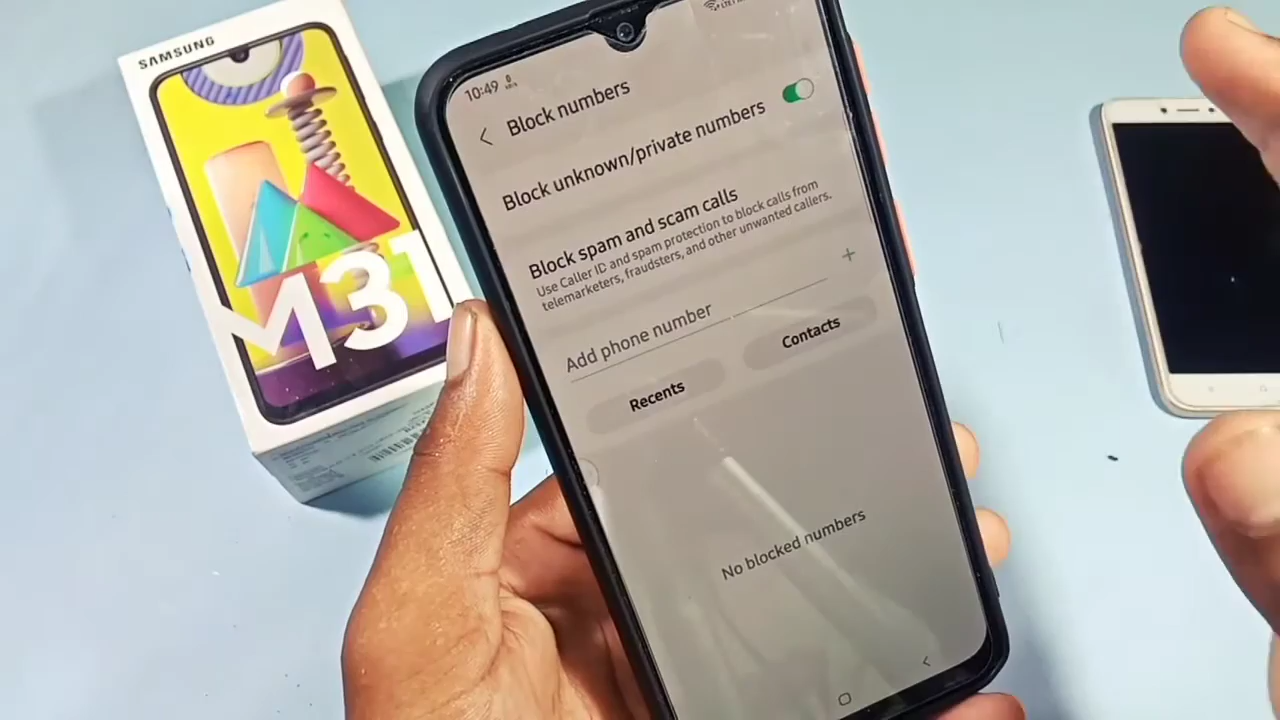 SAMSUNG
M31
10:49
Block numbers
Block unknown/private numbers
Block spam and scam calls
Use Caller ID and spam protection to block calls from
telemarketers, fraudsters, and other unwanted callers.
Add phone number
Recents
Contacts
No blocked numbers